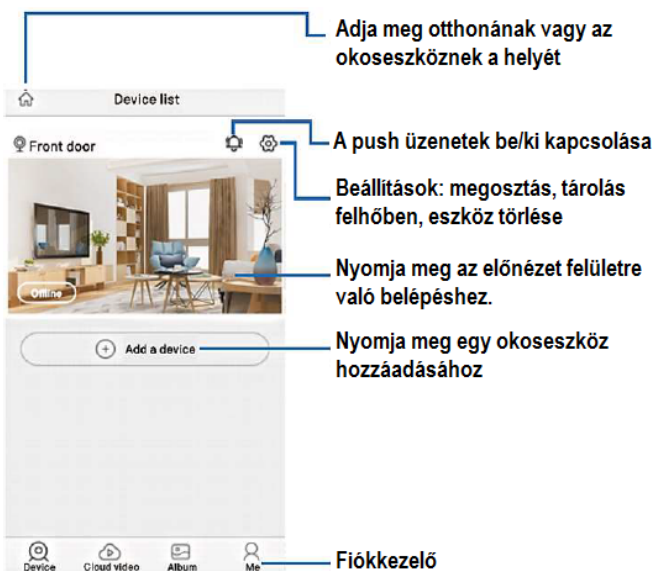 Adja meg otthonának vagy az
okoseszköznek a helyét
Device list
Front door
A push üzenetek be/ki kapcsolása
Beállítások: megosztás, tárolás
felhőben, eszköz törlése
Nyomja meg az előnézet felületre
való belépéshez.
Offline
Add a device
Nyomja meg egy okoseszköz
hozzáadásához
Device Cloud video Album Me
Fiókkezelő